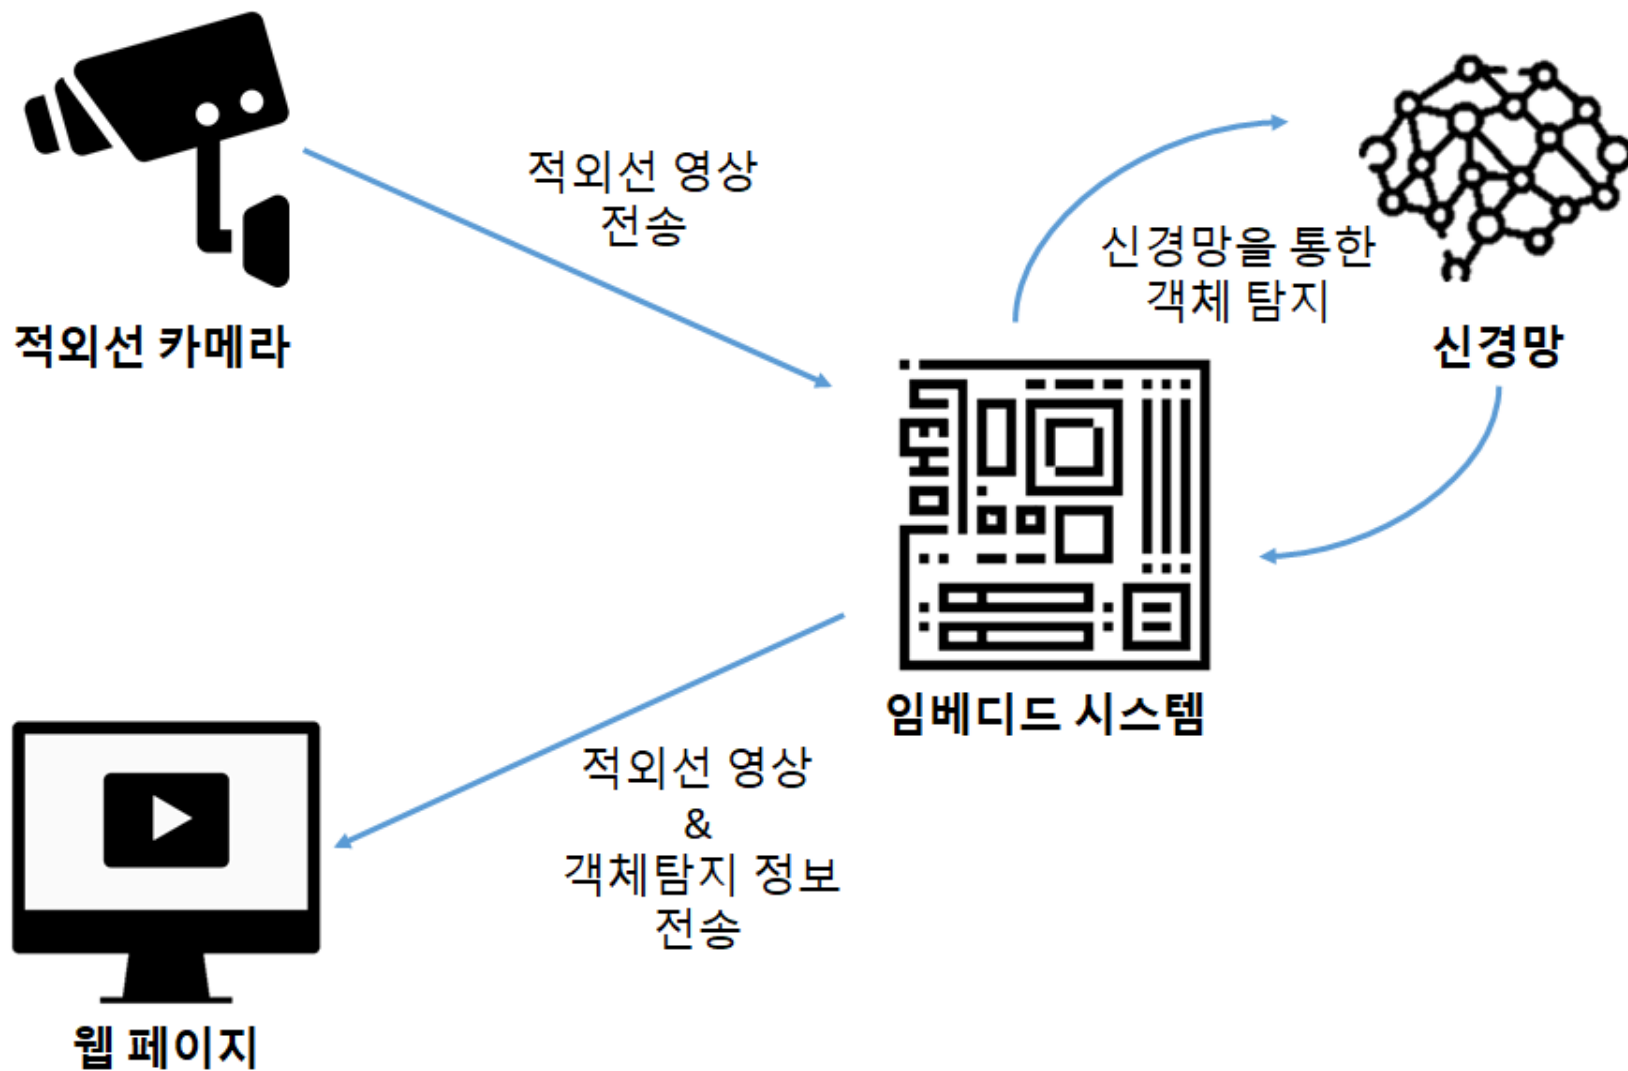 적외선 영상
전송
적외선 카메라
신경망을 통한
객체 탐지
신경망
임베디드 시스템
적외선 영상
&
객체탐지 정보
전송
웹 페이지